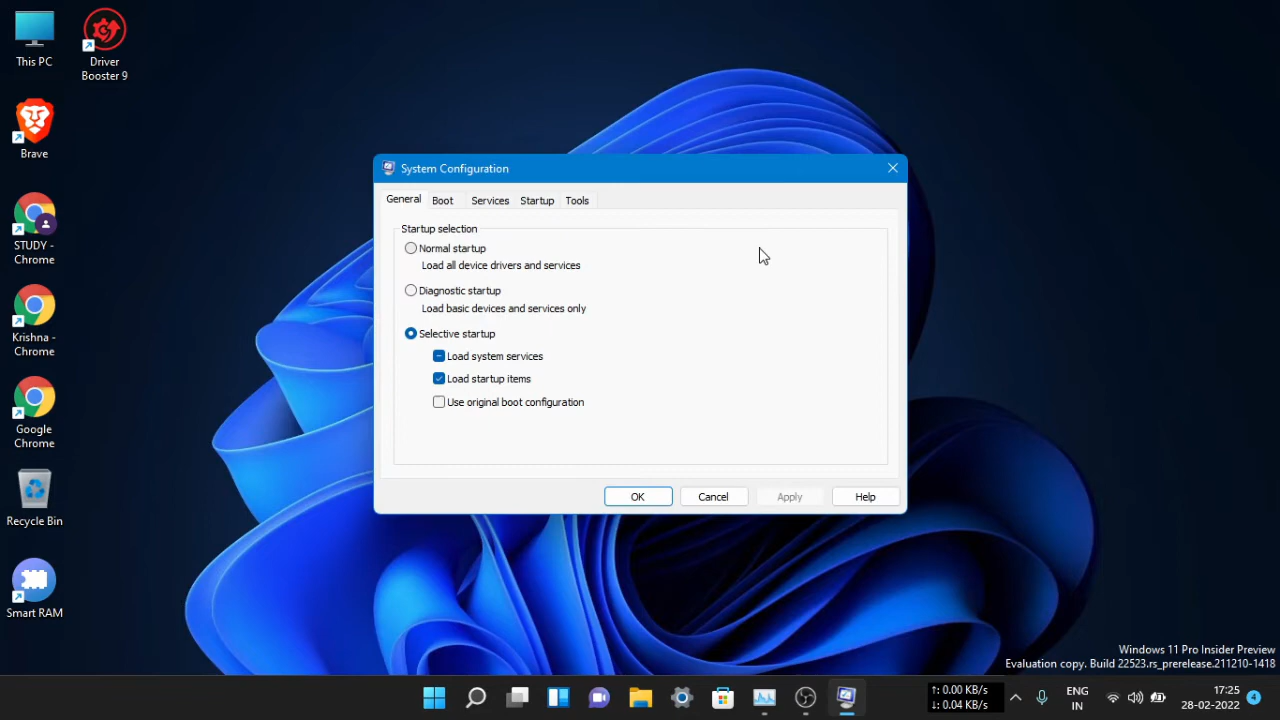 This PC
Driver
Booster 9
Brave
STUDY -
Chrome
Krishna -
Chrome
Google
Chrome
Recycle Bin
Smart RAM
System Configuration
General
Boot
Services
Startup
Tools
Startup selection
Normal startup
Load all device drivers and services
Diagnostic startup
Load basic devices and services only
Selective startup
Load system services
Load startup items
Use original boot configuration
OK
Cancel
Apply
Help
Windows 11 Pro Insider Preview
Evaluation copy. Build 22523.rs_prerelease.211210-1418
↑: 0.00 KB/s
↓: 0.04 KB/s
ENG
IN
17:25
28-02-2022
4